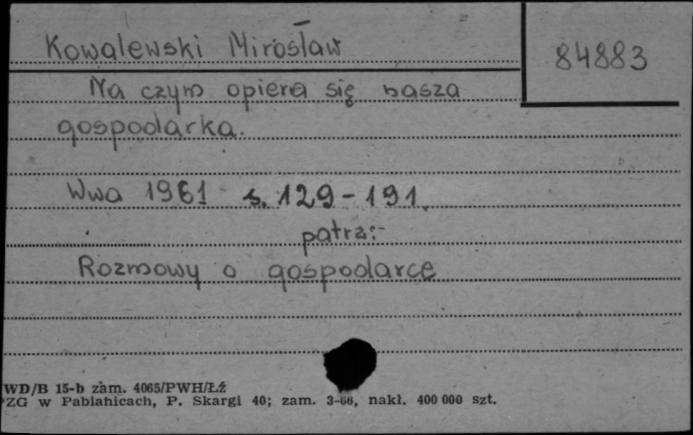 Kowalewski Mirosław
84883
Na czym opiera się nasza
gospodarka.
Wwa 1961 s. 129-191.
patrz:-
Rozmowy o gospodarce
WD/B 15-b zam. 4065/PWH/Łż
PZG w Pabianicach, P. Skargi 40; zam. 3-66, nakł. 400 000 szt.